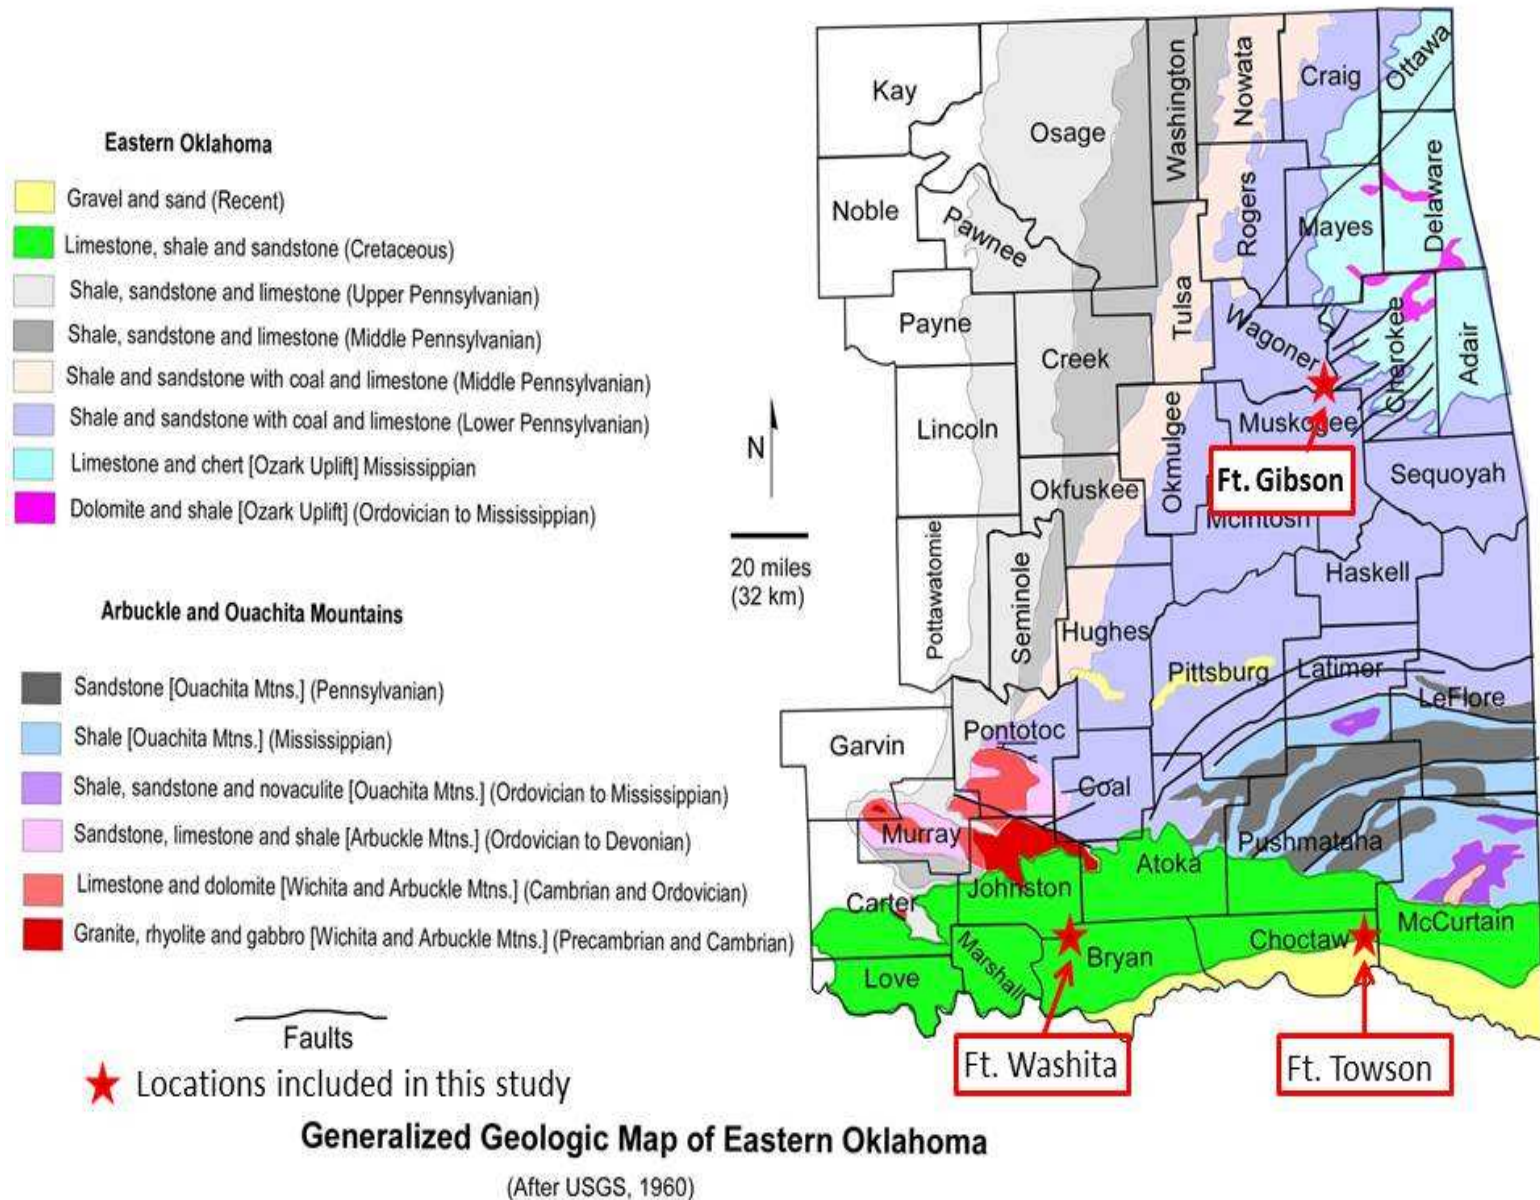 Eastern Oklahoma
Gravel and sand (Recent)
Limestone, shale and sandstone (Cretaceous)
Shale, sandstone and limestone (Upper Pennsylvanian)
Shale, sandstone and limestone (Middle Pennsylvanian)
Shale and sandstone with coal and limestone (Middle Pennsylvanian)
Shale and sandstone with coal and limestone (Lower Pennsylvanian)
Limestone and chert [Ozark Uplift] Mississippian
Dolomite and shale [Ozark Uplift] (Ordovician to Mississippian)
Arbuckle and Ouachita Mountains
Sandstone [Ouachita Mtns.] (Pennsylvanian)
Shale [Ouachita Mtns.] (Mississippian)
Shale, sandstone and novaculite [Ouachita Mtns.] (Ordovician to Mississippian)
Sandstone, limestone and shale [Arbuckle Mtns.] (Ordovician to Devonian)
Limestone and dolomite [Wichita and Arbuckle Mtns.] (Cambrian and Ordovician)
Granite, rhyolite and gabbro [Wichita and Arbuckle Mtns.] (Precambrian and Cambrian)
Faults
Locations included in this study
N
20 miles
(32 km)
Kay
Osage
Washington
Nowata
Craig
Ottawa
Noble
Pawnee
Rogers
Mayes
Delaware
Payne
Creek
Tulsa
Wagoner
Cherokee
Adair
Lincoln
Okmulgee
Muskogee
Ft. Gibson
Sequoyah
Okfuskee
McIntosh
Pottawatomie
Seminole
Haskell
Hughes
Pittsburg
Latimer
LeFlore
Garvin
Pontotoc
Coal
Murray
Pushmataha
Atoka
Johnston
Carter
McCurtain
Choctaw
Bryan
Marshall
Love
Ft. Washita
Ft. Towson
Generalized Geologic Map of Eastern Oklahoma
(After USGS, 1960)